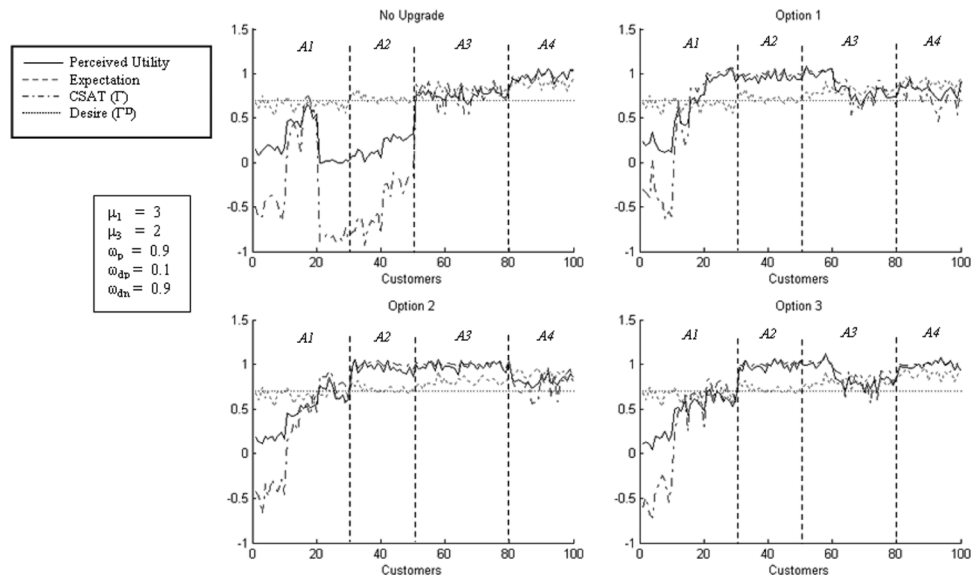 No Upgrade
Option 1
Perceived Utility
Expectation
CSAT (Γ)
Desire (Γᴰ)
μ₁ = 3
μ₃ = 2
ωₚ = 0.9
ω_dp = 0.1
ω_dn = 0.9
1.5
1
0.5
0
-0.5
-1
A1
A2
A3
A4
0 20 40 60 80 100
Customers
1.5
1
0.5
0
-0.5
-1
A1
A2
A3
A4
0 20 40 60 80 100
Customers
Option 2
Option 3
1.5
1
0.5
0
-0.5
-1
A1
A2
A3
A4
0 20 40 60 80 100
Customers
1.5
1
0.5
0
-0.5
-1
A1
A2
A3
A4
0 20 40 60 80 100
Customers